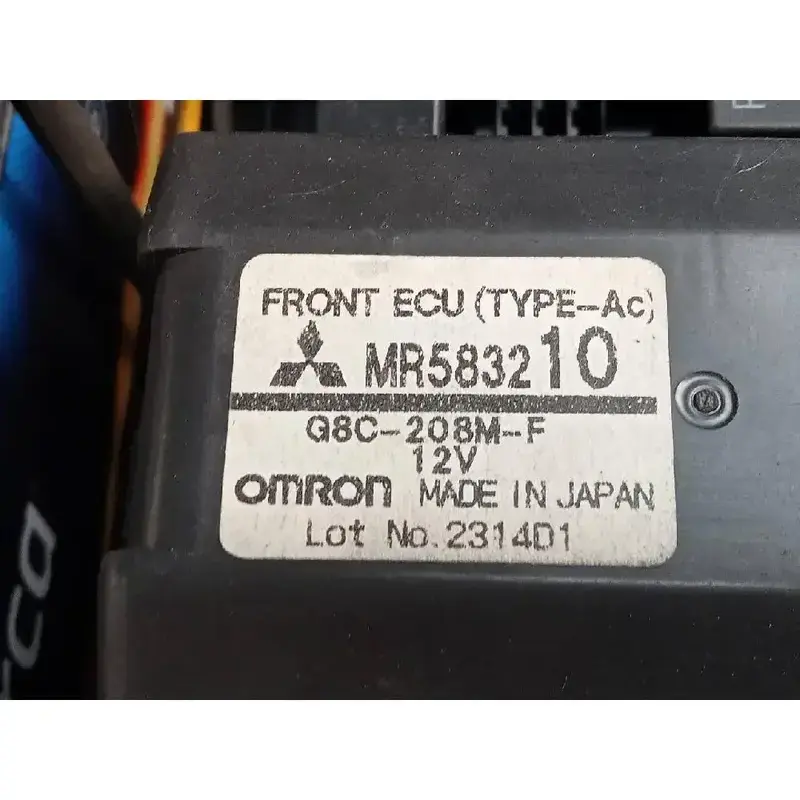 FRONT ECU (TYPE-Ac)
MR583210
G8C-208M-F
12V
OMRON MADE IN JAPAN
Lot No. 2314D1